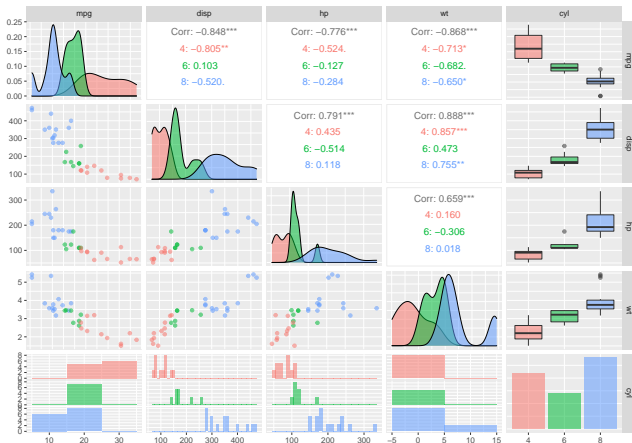 mpg disp hp wt cyl
0.25
0.20
0.15
0.10
0.05
0.00
Corr: −0.848***
4: −0.805**
6: 0.103
8: −0.520.
Corr: −0.776***
4: −0.524.
6: −0.127
8: −0.284
Corr: −0.868***
4: −0.713*
6: −0.682.
8: −0.650*
mpg
400
300
200
100
Corr: 0.791***
4: 0.435
6: −0.514
8: 0.118
Corr: 0.888***
4: 0.857***
6: 0.473
8: 0.755**
disp
300
200
100
Corr: 0.659***
4: 0.160
6: −0.306
8: 0.018
hp
5
4
3
2
wt
cyl
10 20 30
100 200 300 400
100 200 300
−5 0 5 10 15
4 6 8